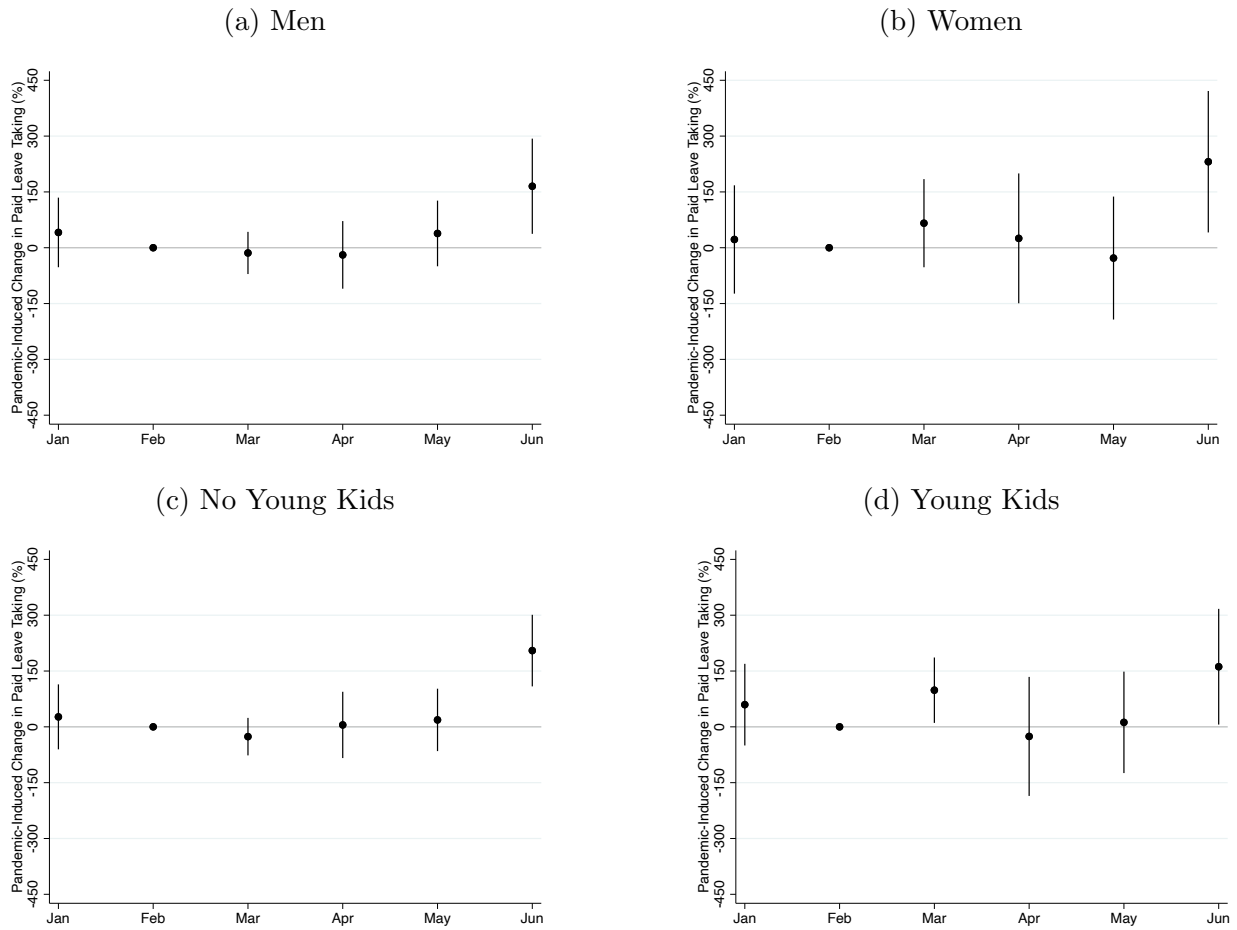 (a) Men
Pandemic-Induced Change in Paid Leave Taking (%)
450
300
150
0
-150
-300
-450
Jan Feb Mar Apr May Jun
(b) Women
Pandemic-Induced Change in Paid Leave Taking (%)
450
300
150
0
-150
-300
-450
Jan Feb Mar Apr May Jun
(c) No Young Kids
Pandemic-Induced Change in Paid Leave Taking (%)
450
300
150
0
-150
-300
-450
Jan Feb Mar Apr May Jun
(d) Young Kids
Pandemic-Induced Change in Paid Leave Taking (%)
450
300
150
0
-150
-300
-450
Jan Feb Mar Apr May Jun